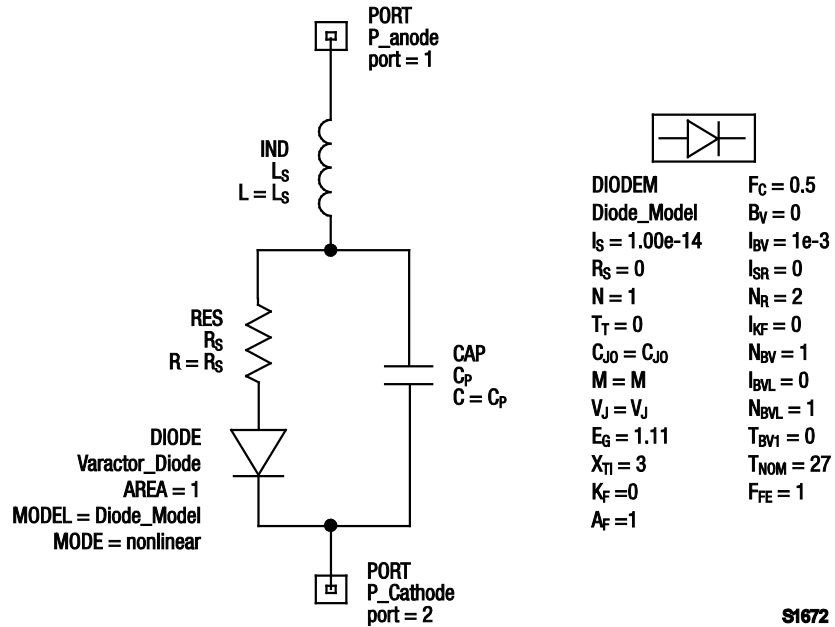 PORT
P_anode
port = 1
IND
LS
L = LS
RES
RS
R = RS
CAP
CP
C = CP
DIODE
Varactor_Diode
AREA = 1
MODEL = Diode_Model
MODE = nonlinear
PORT
P_Cathode
port = 2
DIODEM
Diode_Model
IS = 1.00e-14
RS = 0
N = 1
TT = 0
CJO = CJO
M = M
VJ = VJ
EG = 1.11
XTI = 3
KF =0
AF =1
FC = 0.5
BV = 0
IBV = 1e-3
ISR = 0
NR = 2
IKF = 0
NBV = 1
IBVL = 0
NBVL = 1
TBV1 = 0
TNOM = 27
FFE = 1
S1672